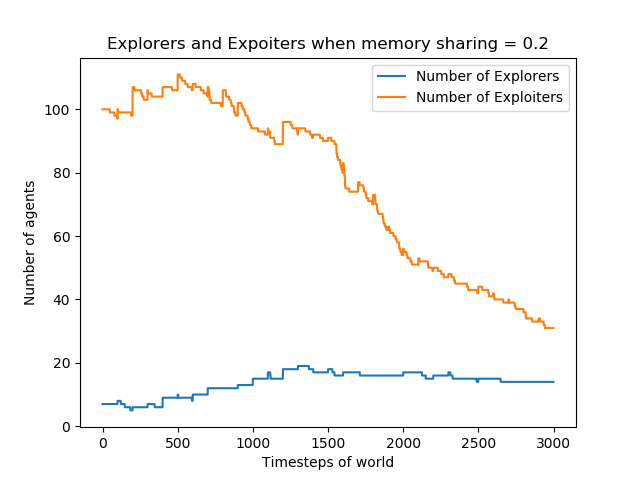 Explorers and Expoiters when memory sharing = 0.2
Number of Explorers
Number of Exploiters
Number of agents
100
80
60
40
20
0
0 500 1000 1500 2000 2500 3000
Timesteps of world